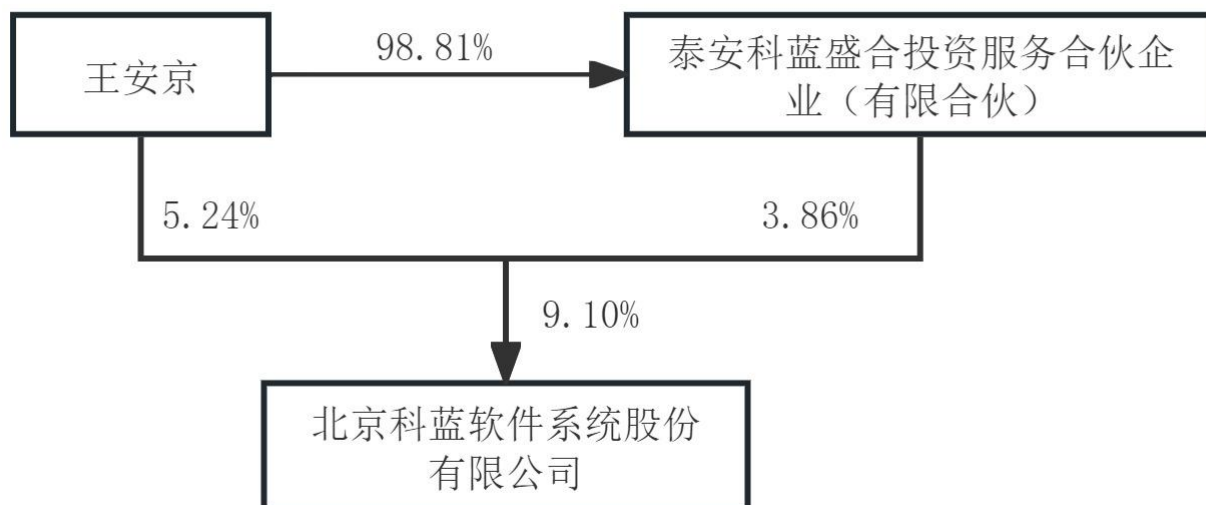 98.81%
王安京
泰安科蓝盛合投资服务合伙企
业（有限合伙）
5.24%
3.86%
9.10%
北京科蓝软件系统股份
有限公司